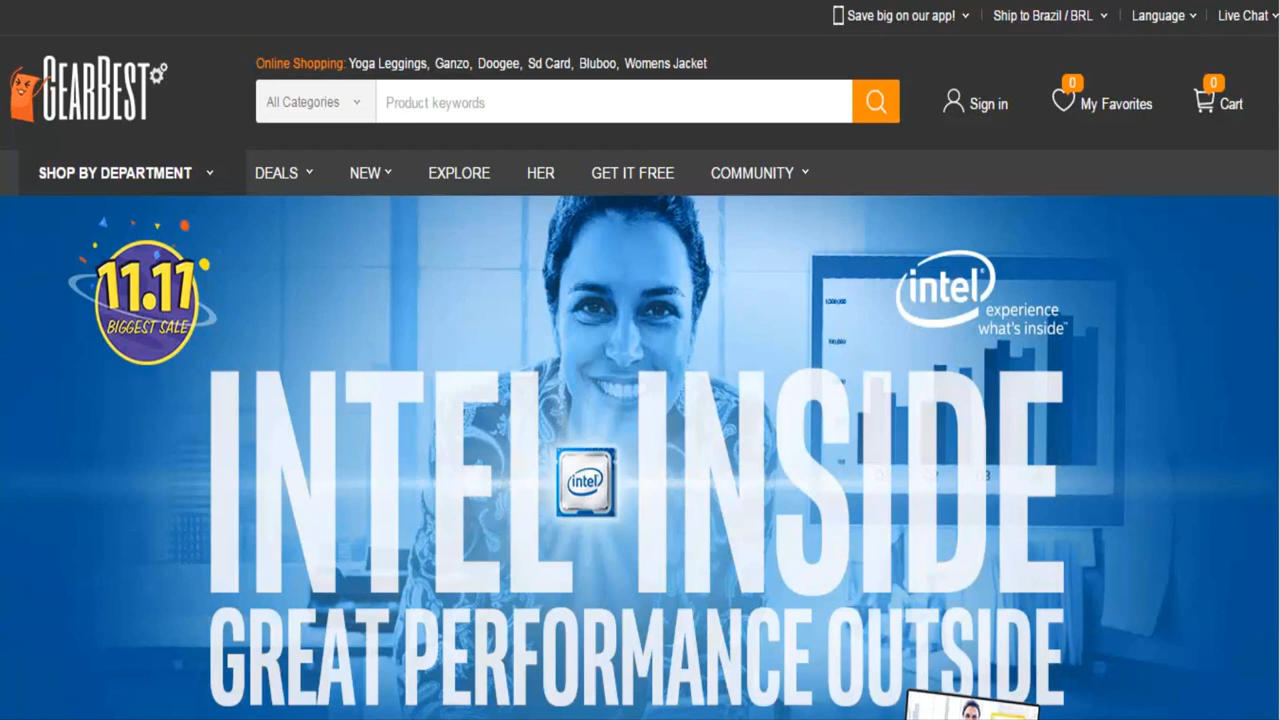 Save big on our app! Ship to Brazil / BRL Language Live Chat
GEARBEST
Online Shopping: Yoga Leggings, Ganzo, Doogee, Sd Card, Bluboo, Womens Jacket
All Categories Product keywords
0
Sign in My Favorites
0
Cart
SHOP BY DEPARTMENT DEALS NEW EXPLORE HER GET IT FREE COMMUNITY
11.11
BIGGEST SALE
intel
experience
what's inside™
INTEL INSIDE
intel
GREAT PERFORMANCE OUTSIDE